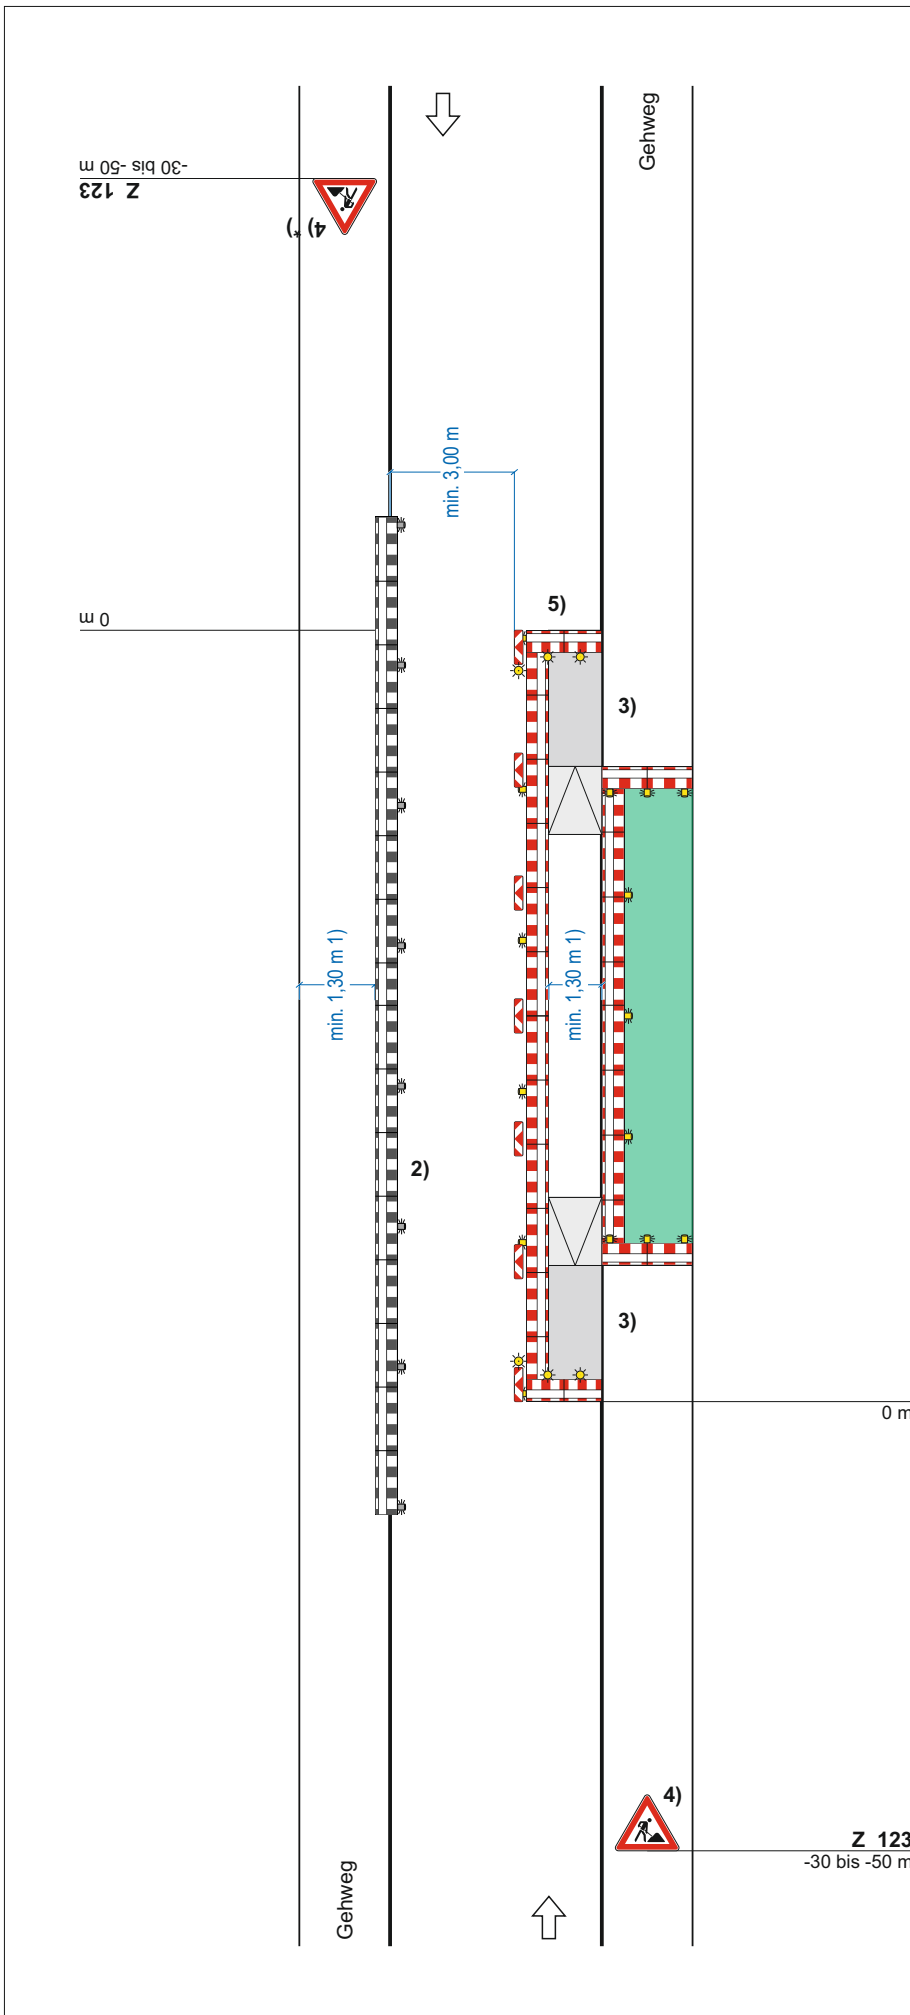 Gehweg
-30 bis -50 m
Z 123
4) *)
min. 3,00 m
0 m
5)
3)
min. 1,30 m 1)
min. 1,30 m 1)
2)
3)
0 m
4)
Z 123
-30 bis -50 m
Gehweg